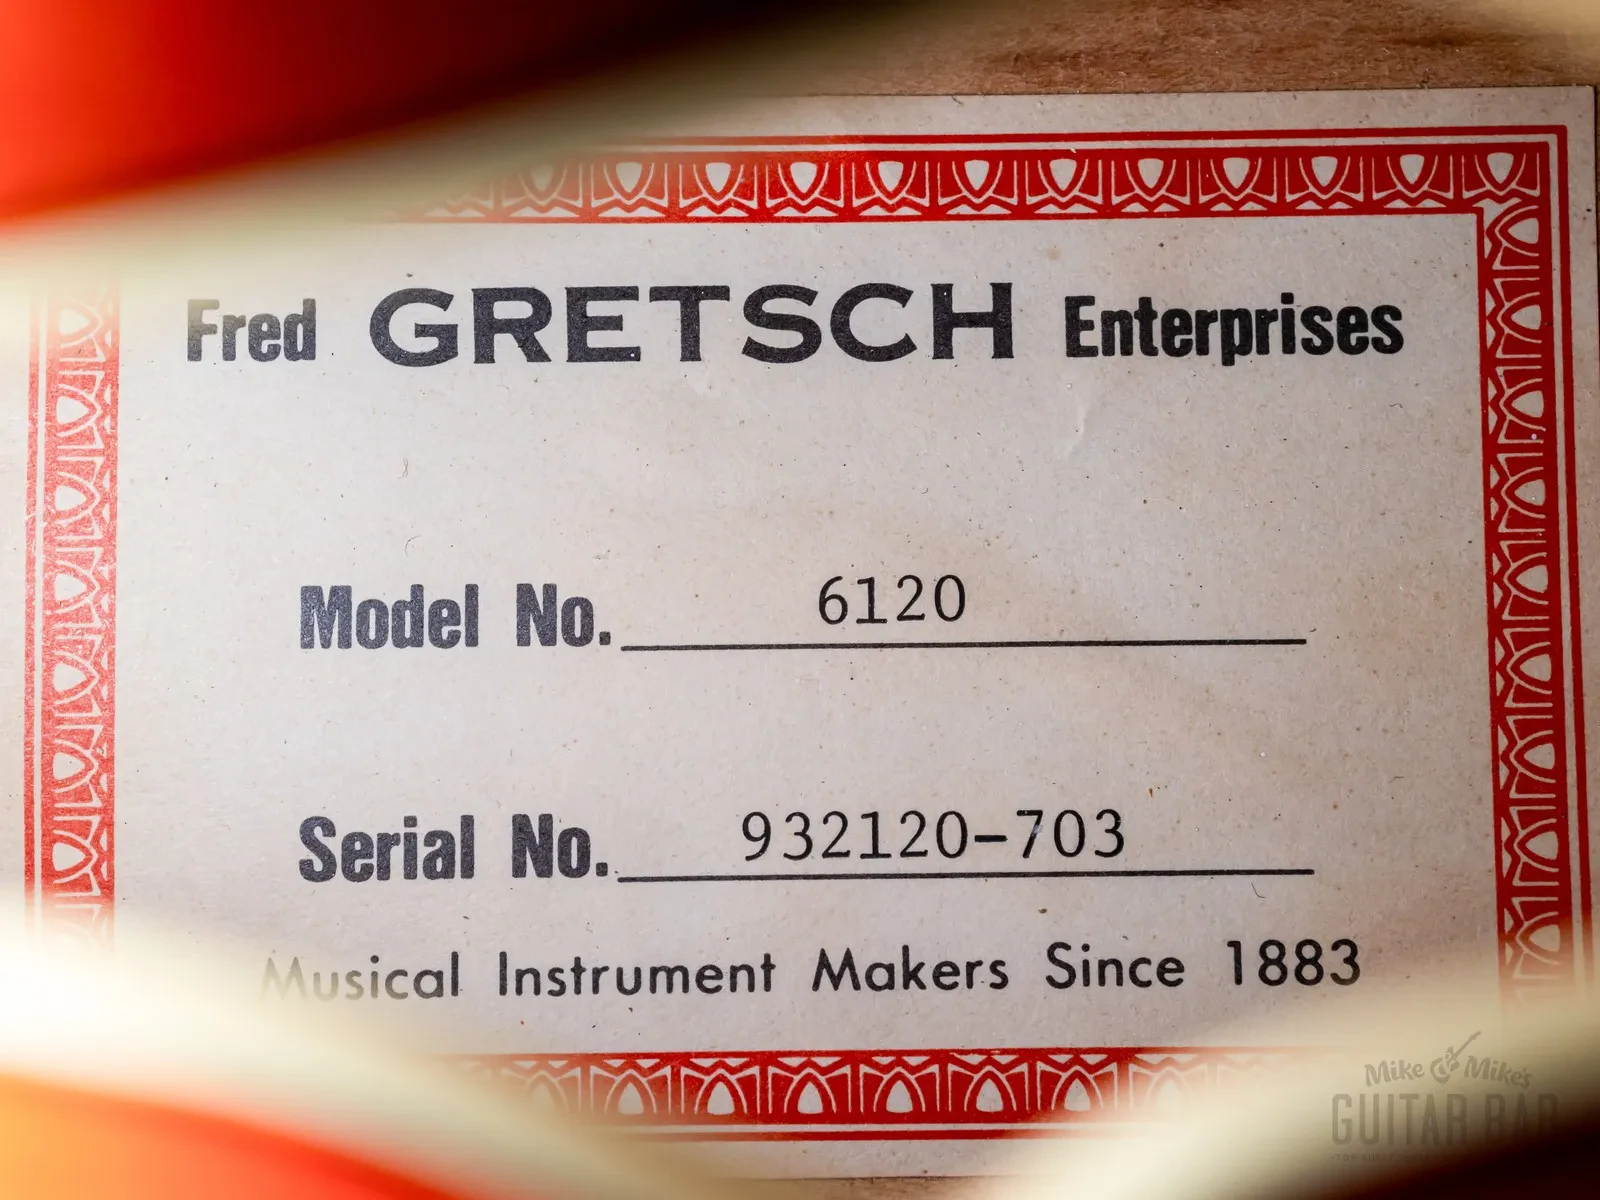 Fred GRETSCH Enterprises
Model No. 6120
Serial No. 932120-703
Musical Instrument Makers Since 1883
Mike & Mike's
GUITAR BAR